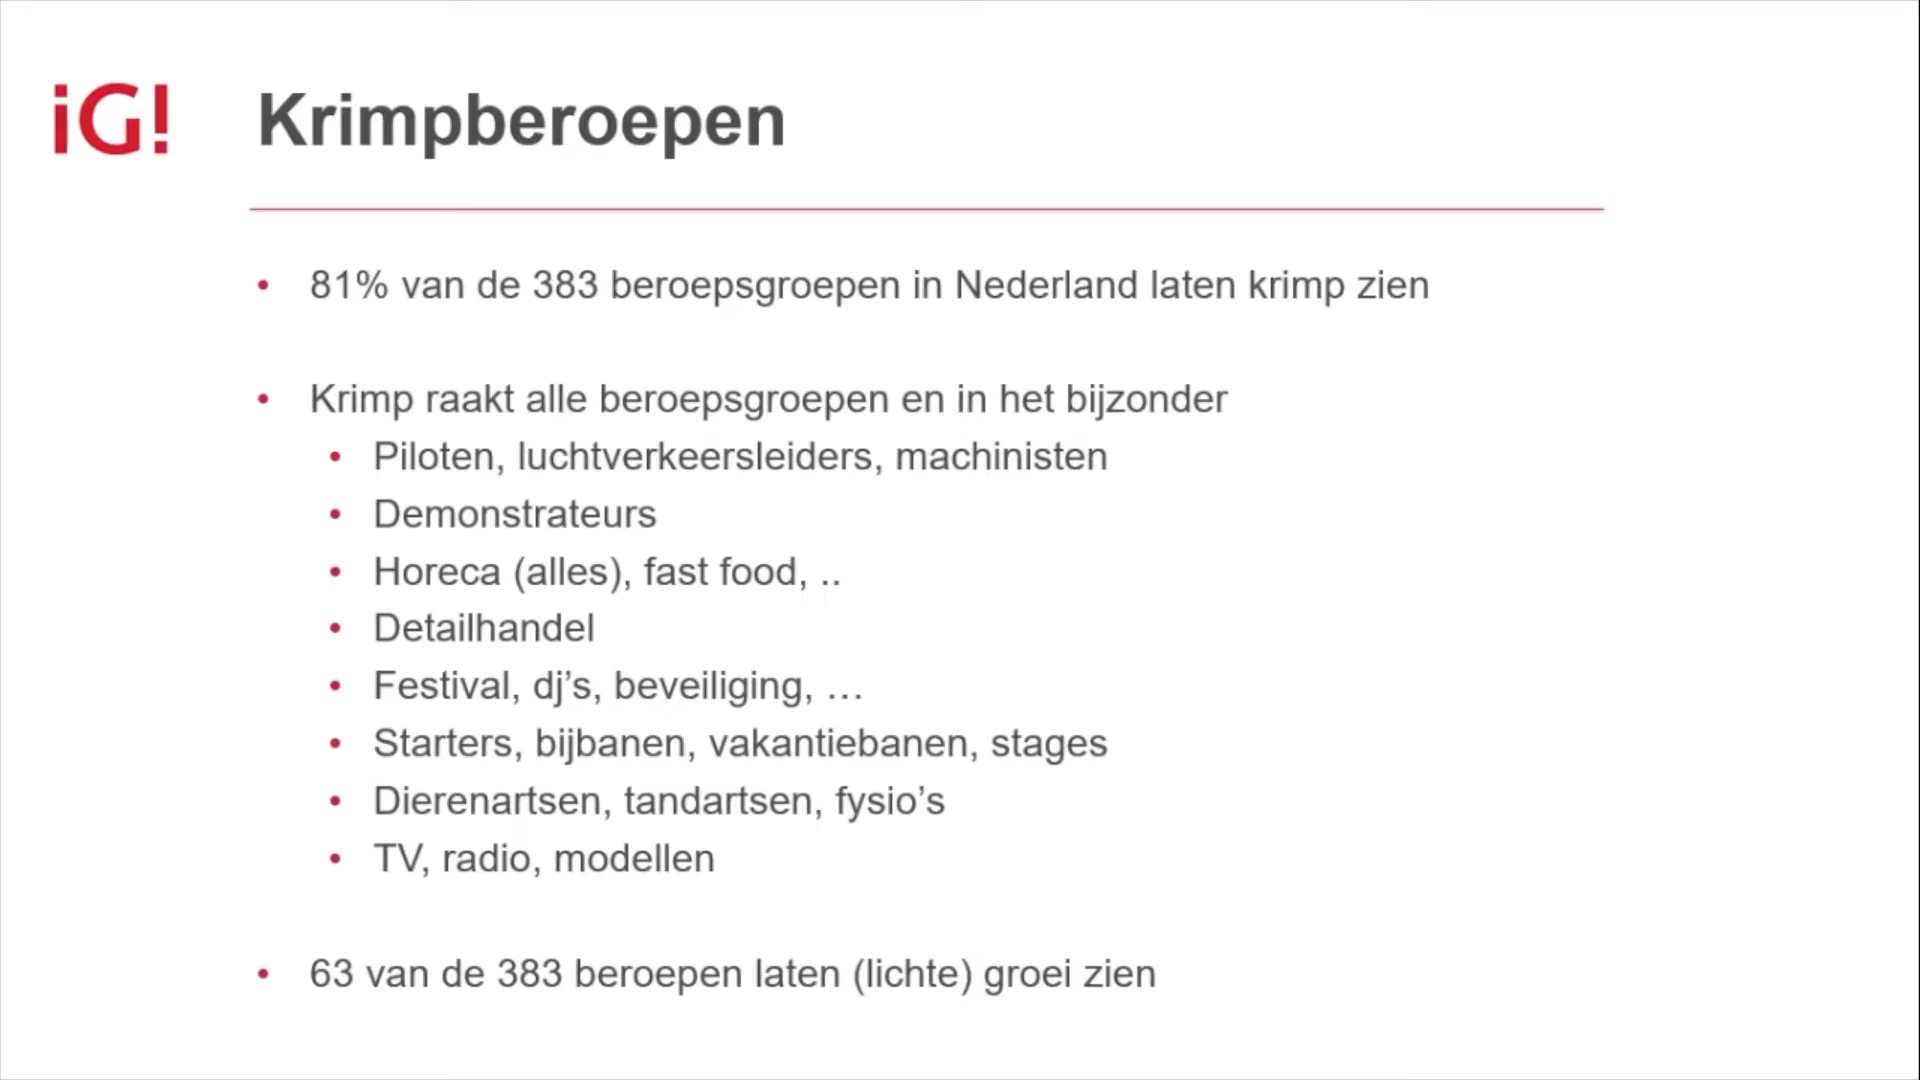 iG!
Krimpberoepen
• 81% van de 383 beroepsgroepen in Nederland laten krimp zien
• Krimp raakt alle beroepsgroepen en in het bijzonder
• Piloten, luchtverkeersleiders, machinisten
• Demonstrateurs
• Horeca (alles), fast food, ..
• Detailhandel
• Festival, dj’s, beveiliging, …
• Starters, bijbanen, vakantiebanen, stages
• Dierenartsen, tandartsen, fysio’s
• TV, radio, modellen
• 63 van de 383 beroepen laten (lichte) groei zien